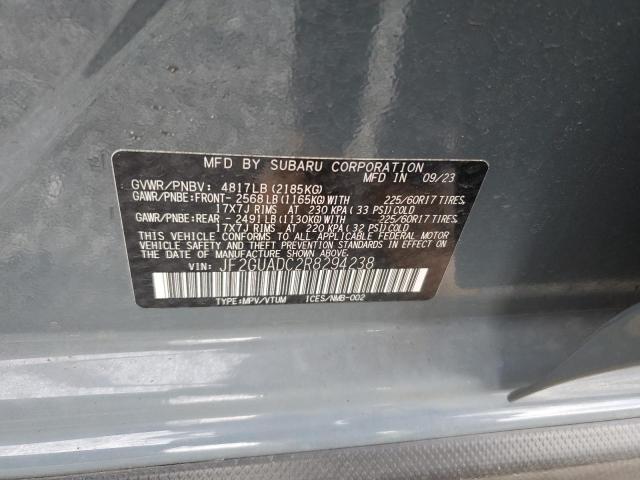 MFD BY SUBARU CORPORATION MFD IN 09/23
GVWR/PNBV: 4817LB (2185KG)
GAWR/PNBE:FRONT- 2568LB(1165KG)WITH 225/60R17 TIRES,
17X7J RIMS AT 230 KPA (33 PSI)COLD
GAWR/PNBE:REAR - 2491LB(1130KG)WITH 225/60R17 TIRES,
17X7J RIMS AT 220 KPA (32 PSI)COLD
THIS VEHICLE CONFORMS TO ALL APPLICABLE FEDERAL MOTOR
VEHICLE SAFETY AND THEFT PREVENTION STANDARDS IN EFFECT ON
THE DATE OF MANUFACTURE SHOWN ABOVE.
VIN: JF2GUADC2R8294238
TYPE:MPV/VTUM ICES/NMB-002